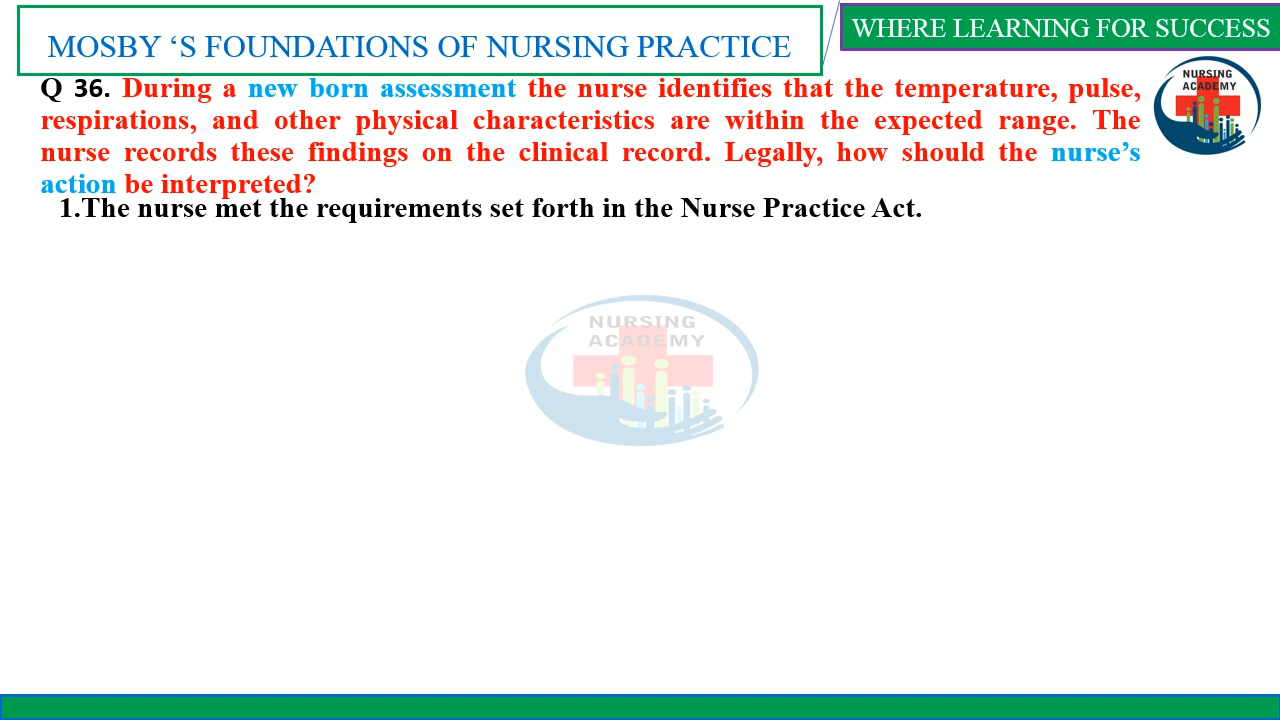 MOSBY ‘S FOUNDATIONS OF NURSING PRACTICE
WHERE LEARNING FOR SUCCESS
NURSING
ACADEMY
Q 36. During a new born assessment the nurse identifies that the temperature, pulse,
respirations, and other physical characteristics are within the expected range. The
nurse records these findings on the clinical record. Legally, how should the nurse’s
action be interpreted?
1.The nurse met the requirements set forth in the Nurse Practice Act.
NURSING
ACADEMY